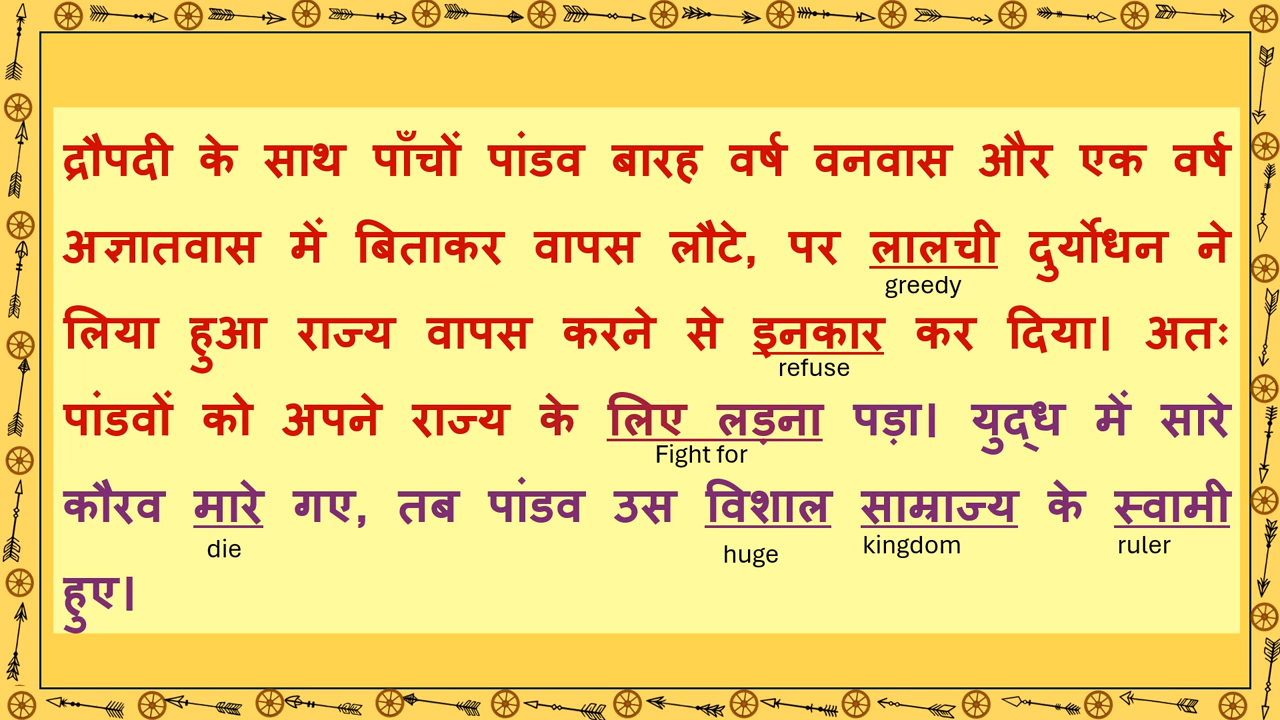 द्रौपदी के साथ पाँचों पांडव बारह वर्ष वनवास और एक वर्ष
अज्ञातवास में बिताकर वापस लौटे, पर लालची दुर्योधन ने
greedy
लिया हुआ राज्य वापस करने से इनकार कर दिया। अतः
refuse
पांडवों को अपने राज्य के लिए लड़ना पड़ा। युद्ध में सारे
Fight for
कौरव मारे गए, तब पांडव उस विशाल साम्राज्य के स्वामी
die huge kingdom ruler
हुए।